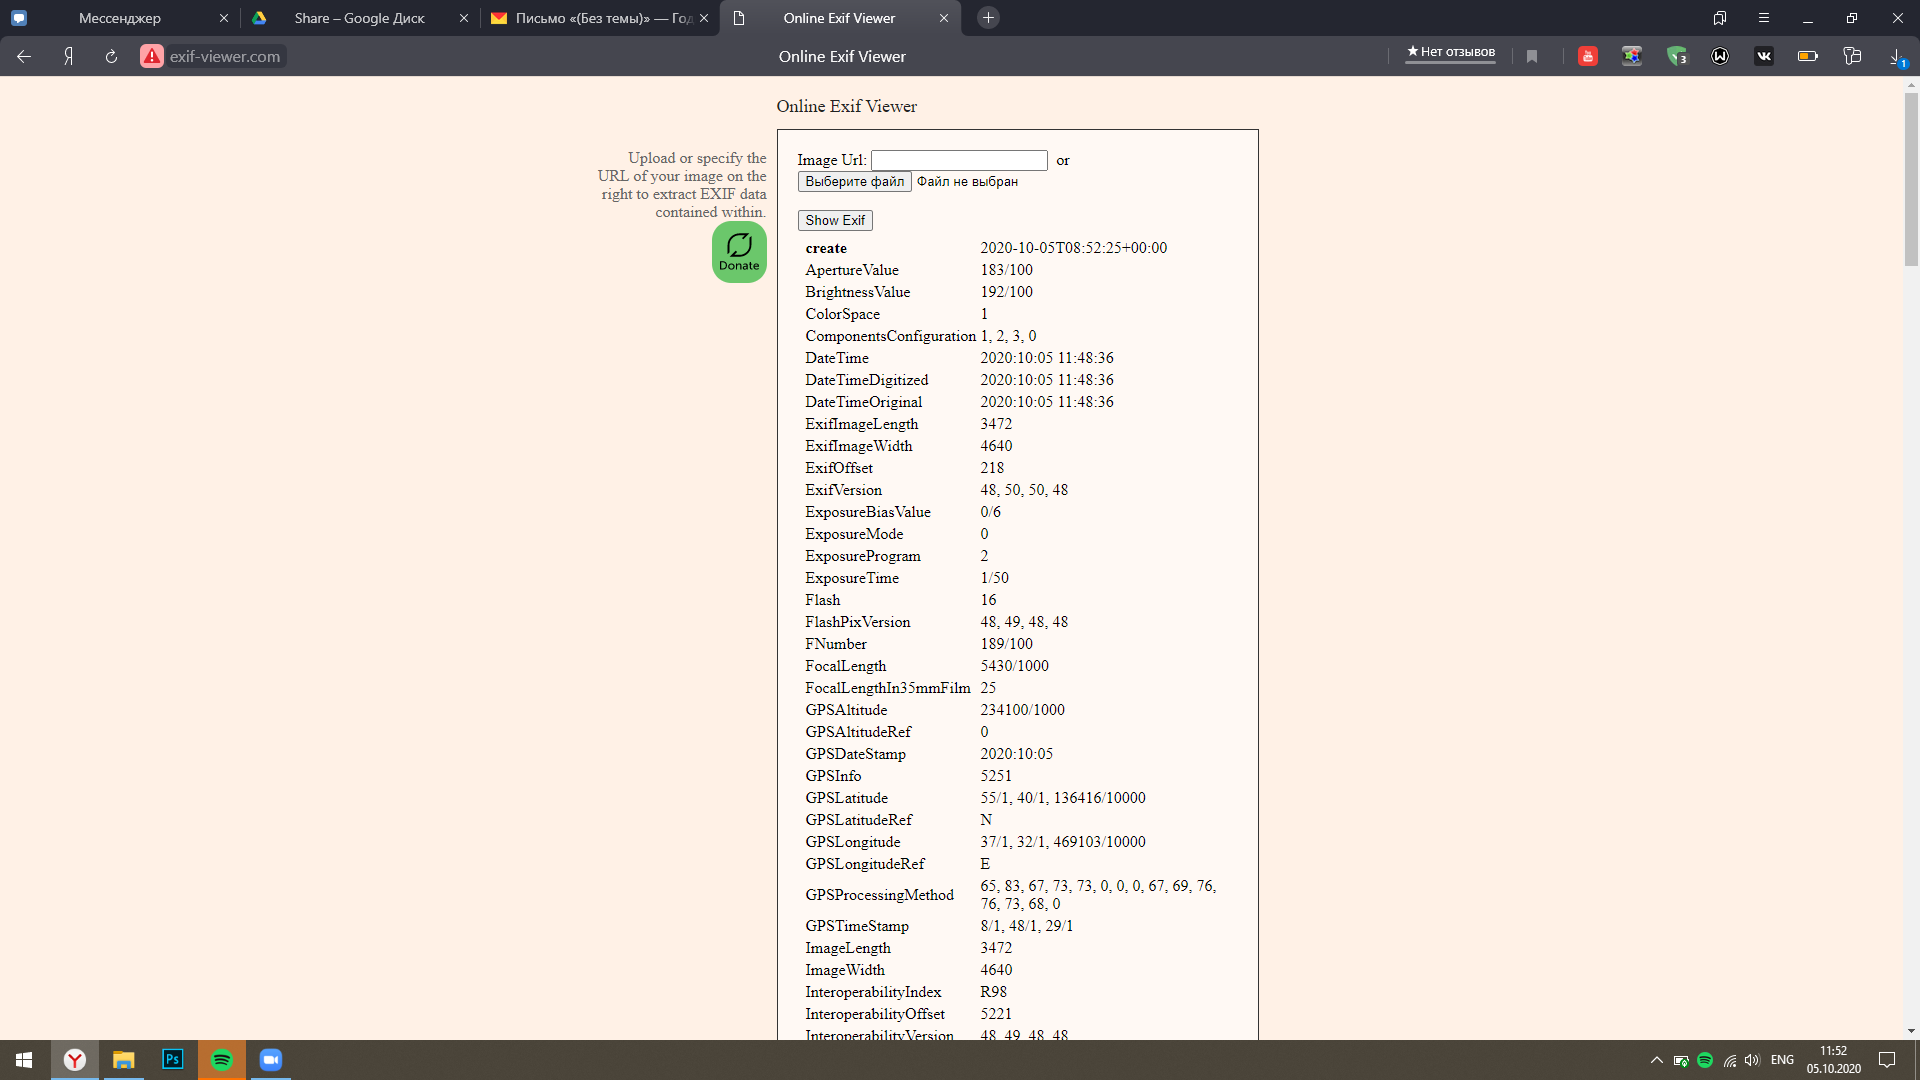 Мессенджер
Share – Google Диск
Письмо «(Без темы)» — Год
Online Exif Viewer
exif-viewer.com
Online Exif Viewer
★Нет отзывов
3
1
Online Exif Viewer
Upload or specify the
URL of your image on the
right to extract EXIF data
contained within.
Donate
Image Url: or
Выберите файл Файл не выбран
Show Exif
create 2020-10-05T08:52:25+00:00
ApertureValue 183/100
BrightnessValue 192/100
ColorSpace 1
ComponentsConfiguration 1, 2, 3, 0
DateTime 2020:10:05 11:48:36
DateTimeDigitized 2020:10:05 11:48:36
DateTimeOriginal 2020:10:05 11:48:36
ExifImageLength 3472
ExifImageWidth 4640
ExifOffset 218
ExifVersion 48, 50, 50, 48
ExposureBiasValue 0/6
ExposureMode 0
ExposureProgram 2
ExposureTime 1/50
Flash 16
FlashPixVersion 48, 49, 48, 48
FNumber 189/100
FocalLength 5430/1000
FocalLengthIn35mmFilm 25
GPSAltitude 234100/1000
GPSAltitudeRef 0
GPSDateStamp 2020:10:05
GPSInfo 5251
GPSLatitude 55/1, 40/1, 136416/10000
GPSLatitudeRef N
GPSLongitude 37/1, 32/1, 469103/10000
GPSLongitudeRef E
GPSProcessingMethod 65, 83, 67, 73, 73, 0, 0, 0, 67, 69, 76,
76, 73, 68, 0
GPSTimeStamp 8/1, 48/1, 29/1
ImageLength 3472
ImageWidth 4640
InteroperabilityIndex R98
InteroperabilityOffset 5221
InteroperabilityVersion 48, 49, 48, 48
Ps
ENG
11:52
05.10.2020